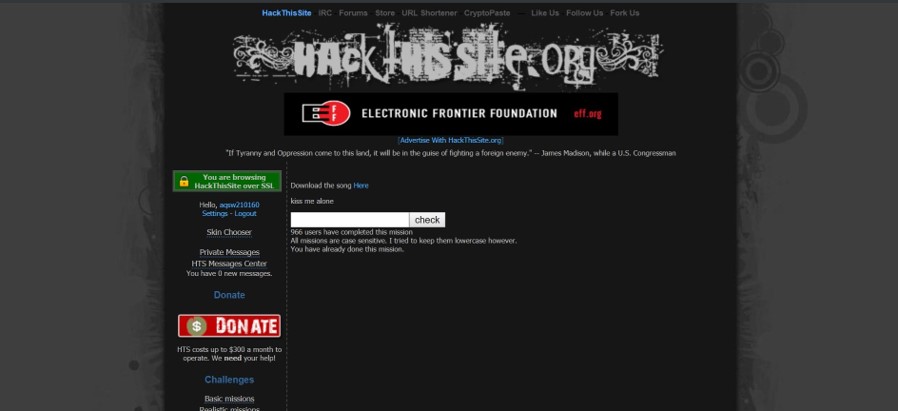 HackThisSite IRC Forums Store URL Shortener CryptoPaste — Like Us Follow Us Fork Us
HACK THIS SITE.ORG
EFF ELECTRONIC FRONTIER FOUNDATION eff.org
[Advertise With HackThisSite.org]
"If Tyranny and Oppression come to this land, it will be in the guise of fighting a foreign enemy." -- James Madison, while a U.S. Congressman
You are browsing
HackThisSite over SSL
Hello, aqsw210160
Settings - Logout
Skin Chooser
Private Messages
HTS Messages Center
You have 0 new messages.
Donate
$ DONATE
HTS costs up to $300 a month to
operate. We need your help!
Challenges
Basic missions
Realistic missions
Download the song Here
kiss me alone
check
966 users have completed this mission
All missions are case sensitive. I tried to keep them lowercase however.
You have already done this mission.